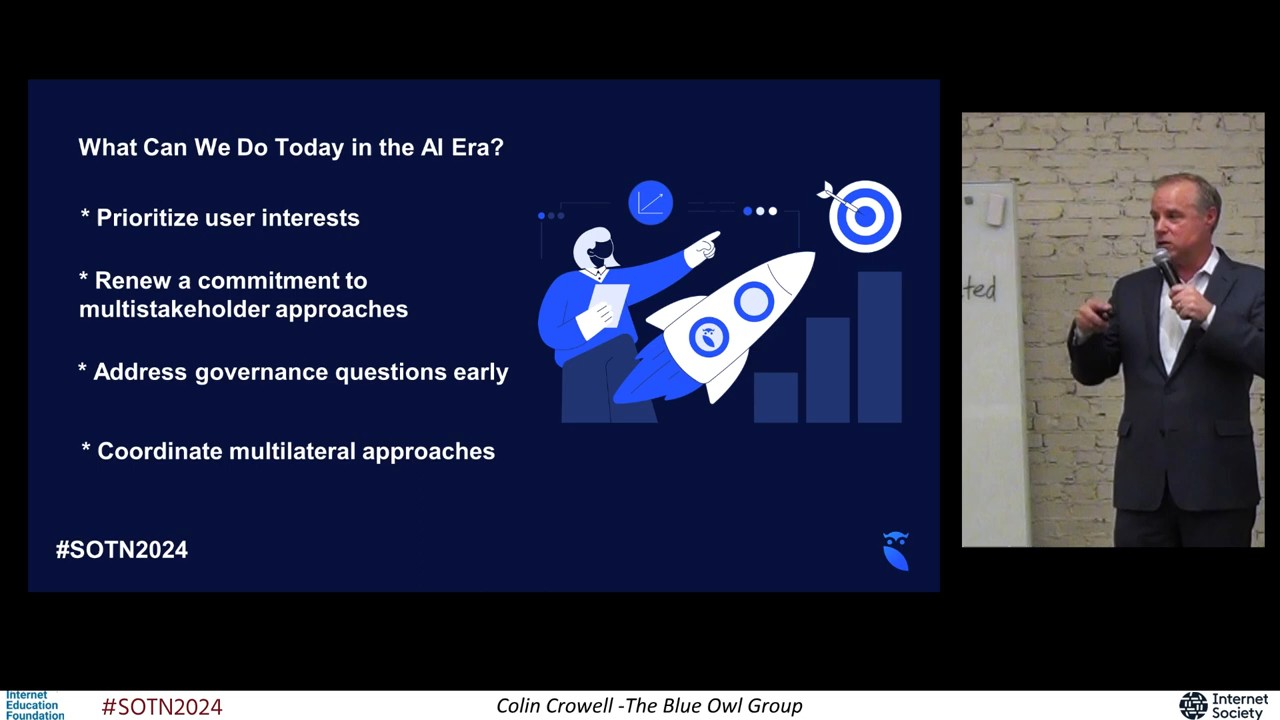 What Can We Do Today in the AI Era?
* Prioritize user interests
* Renew a commitment to
multistakeholder approaches
* Address governance questions early
* Coordinate multilateral approaches
#SOTN2024
ted
Internet
Education
Foundation
#SOTN2024
Colin Crowell -The Blue Owl Group
Internet
Society